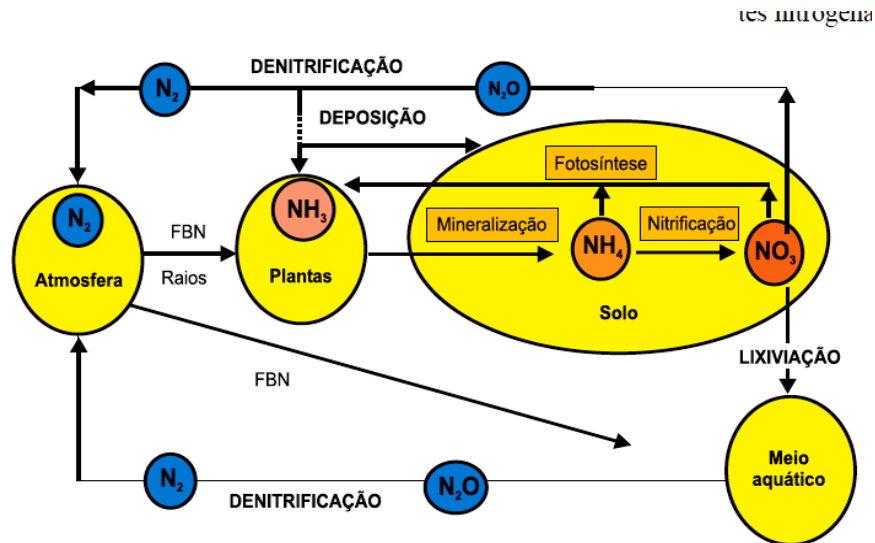 DENITRIFICAÇÃO
N₂
N₂O
DEPOSIÇÃO
Fotosíntese
N₂
NH₃
FBN
Mineralização
Nitrificação
NH₄
NO₃
Atmosfera
Raios
Plantas
Solo
LIXIVIAÇÃO
FBN
Meio
aquático
N₂
N₂O
DENITRIFICAÇÃO